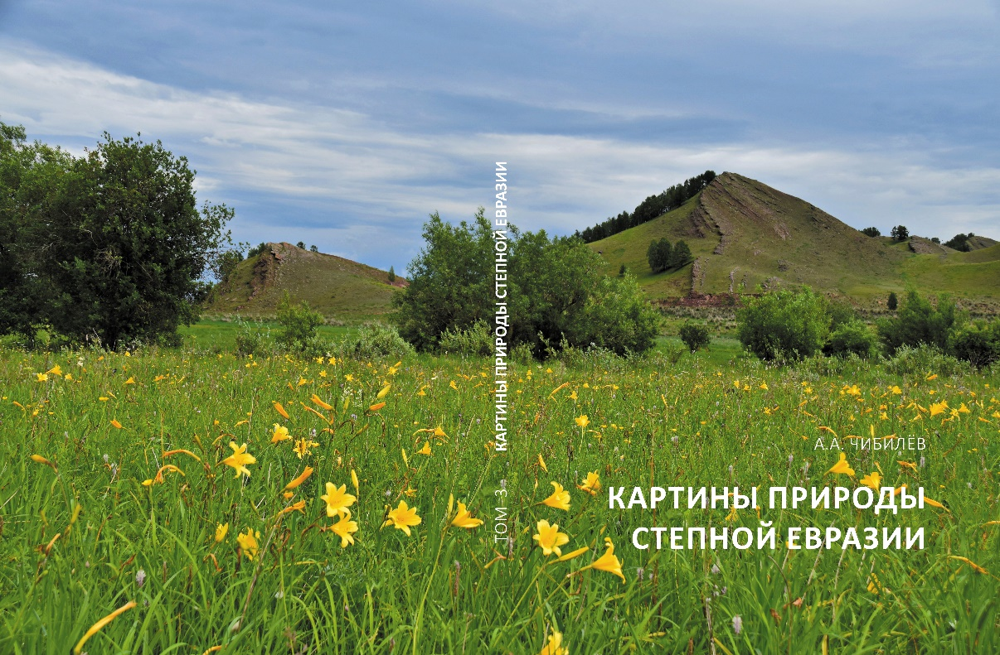 КАРТИНЫ ПРИРОДЫ СТЕПНОЙ ЕВРАЗИИ
ТОМ 3.
А.А. ЧИБИЛЁВ
КАРТИНЫ ПРИРОДЫ
СТЕПНОЙ ЕВРАЗИИ